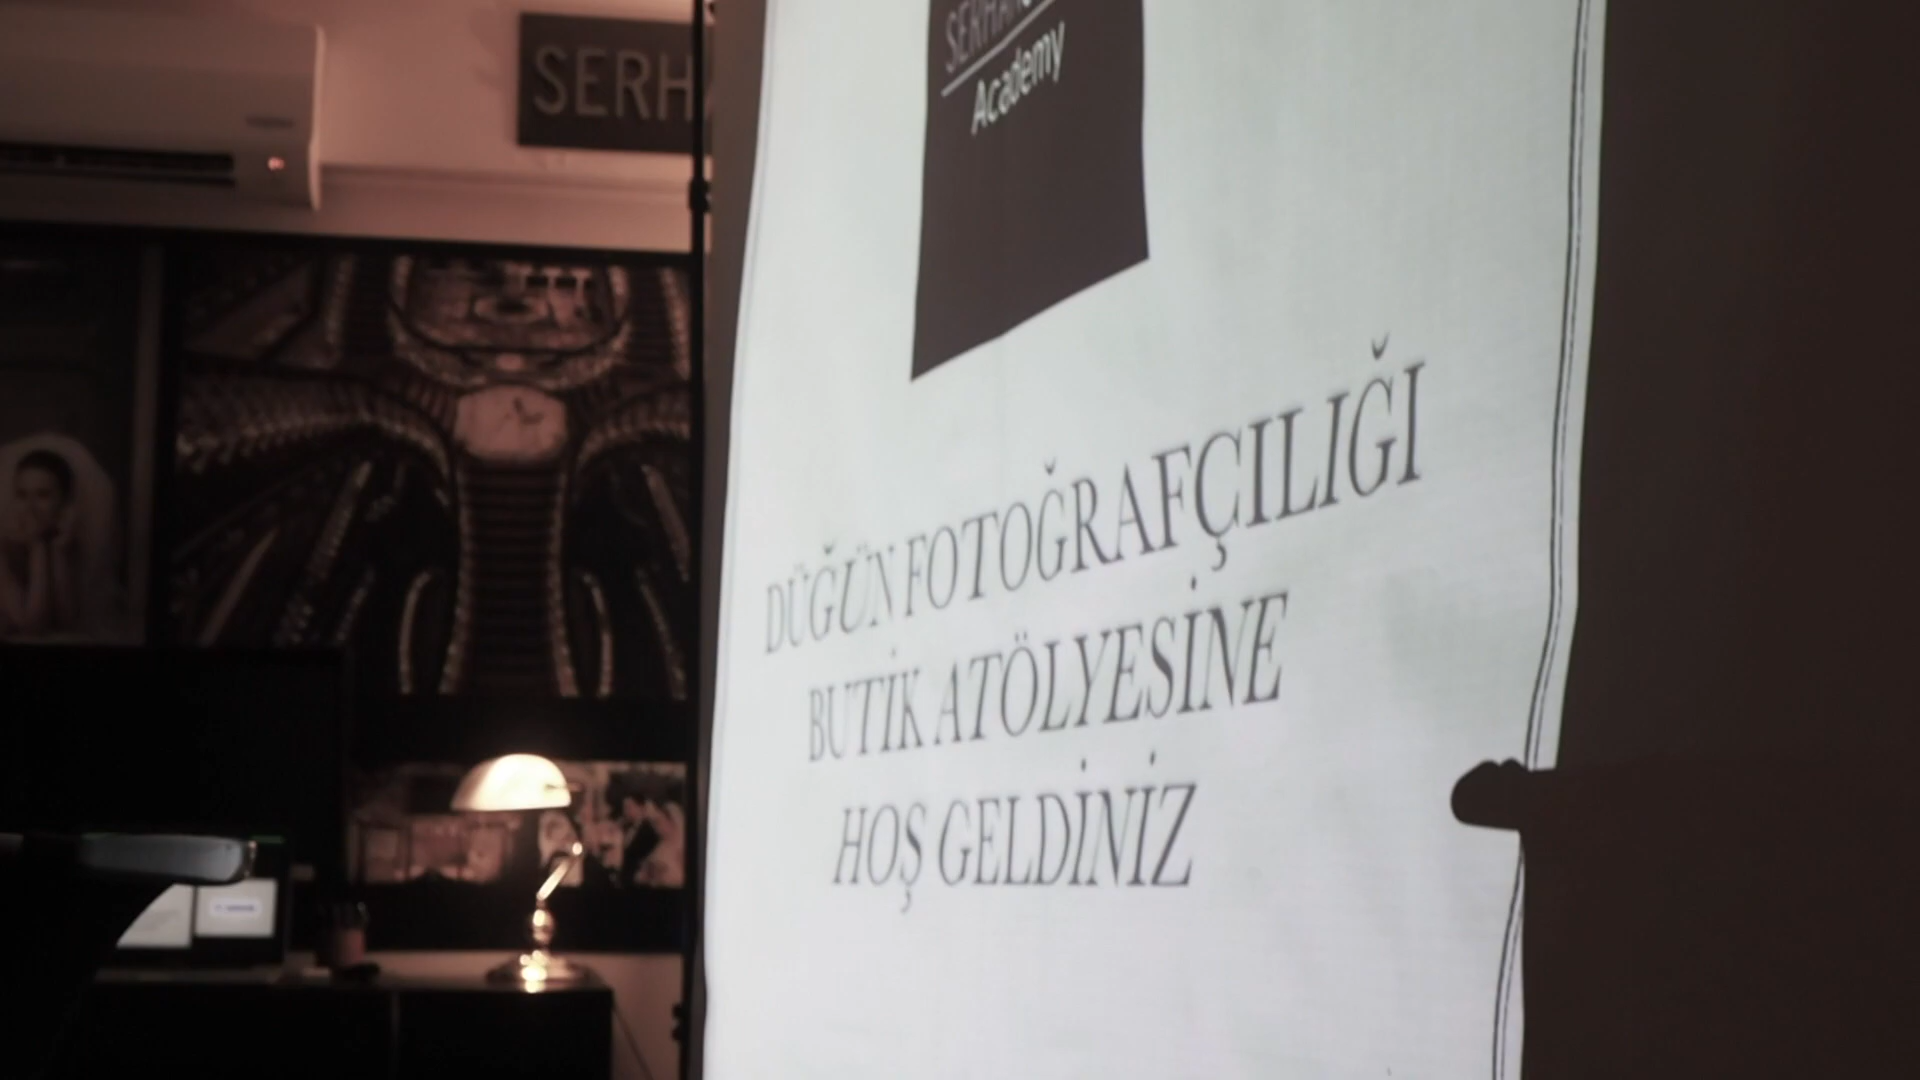 SERH
Academy
DÜĞÜN FOTOĞRAFÇILIĞI
BUTİK ATÖLYESİNE
HOŞ GELDİNİZ